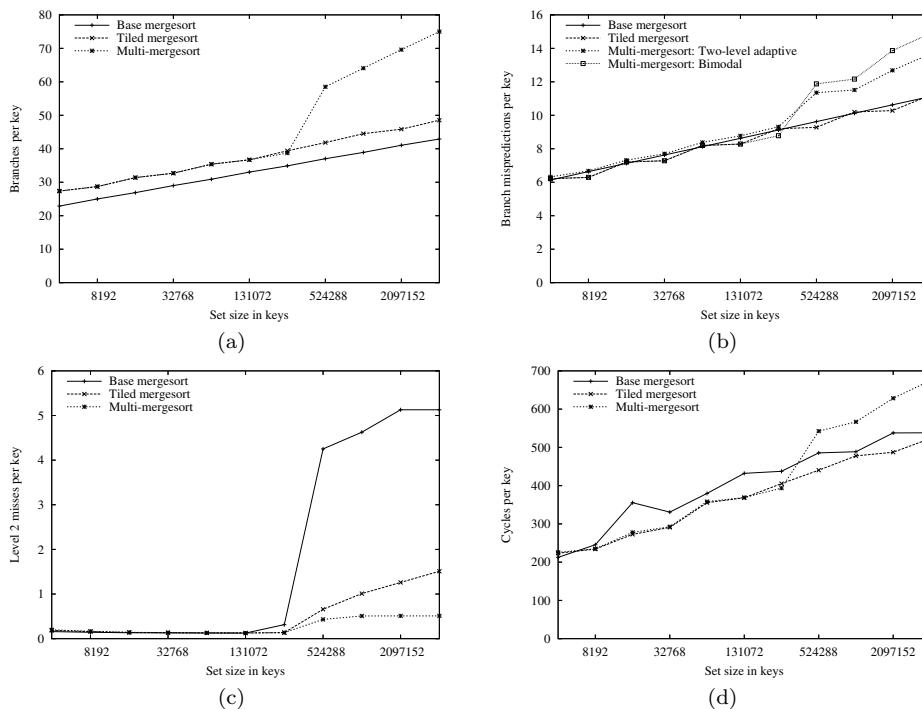 80
70
60
50
40
30
20
10
0
Branches per key
Base mergesort
Tiled mergesort
Multi-mergesort
8192 32768 131072 524288 2097152
Set size in keys
(a)
16
14
12
10
8
6
4
2
0
Branch mispredictions per key
Base mergesort
Tiled mergesort
Multi-mergesort: Two-level adaptive
Multi-mergesort: Bimodal
8192 32768 131072 524288 2097152
Set size in keys
(b)
6
5
4
3
2
1
0
Level 2 misses per key
Base mergesort
Tiled mergesort
Multi-mergesort
8192 32768 131072 524288 2097152
Set size in keys
(c)
700
600
500
400
300
200
100
0
Cycles per key
Base mergesort
Tiled mergesort
Multi-mergesort
8192 32768 131072 524288 2097152
Set size in keys
(d)